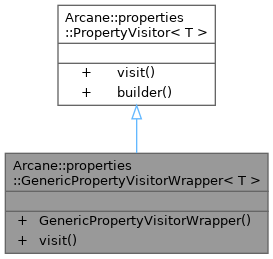 Arcane::properties
::PropertyVisitor< T >
+ visit()
+ builder()
Arcane::properties
::GenericPropertyVisitorWrapper< T >
+ GenericPropertyVisitorWrapper()
+ visit()